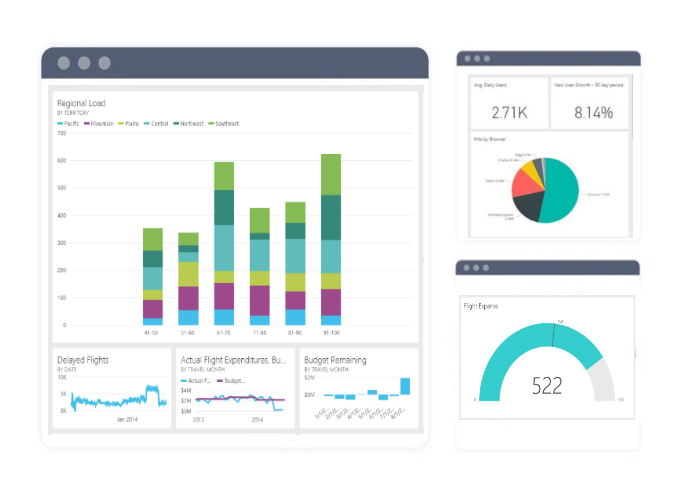 Regional Load
BY TERRITORY
Pacific Mountain Plains Central Northeast Southeast
700
600
500
400
300
200
100
0
41-50 51-60 61-70 71-80 81-90 91-100
Delayed Flights
BY DATE
10K
5K
0K
Jan 2014
Actual Flight Expenditures, Bu...
BY TRAVEL MONTH
Actual F... Budget...
$4M
$2M
$0M
2012 2014
Budget Remaining
BY TRAVEL MONTH
$2M
$0M
Avg. Daily Users
2.71K
New User Growth - 30 day period
8.14%
Hits by Browser
Flight Expense
522
0